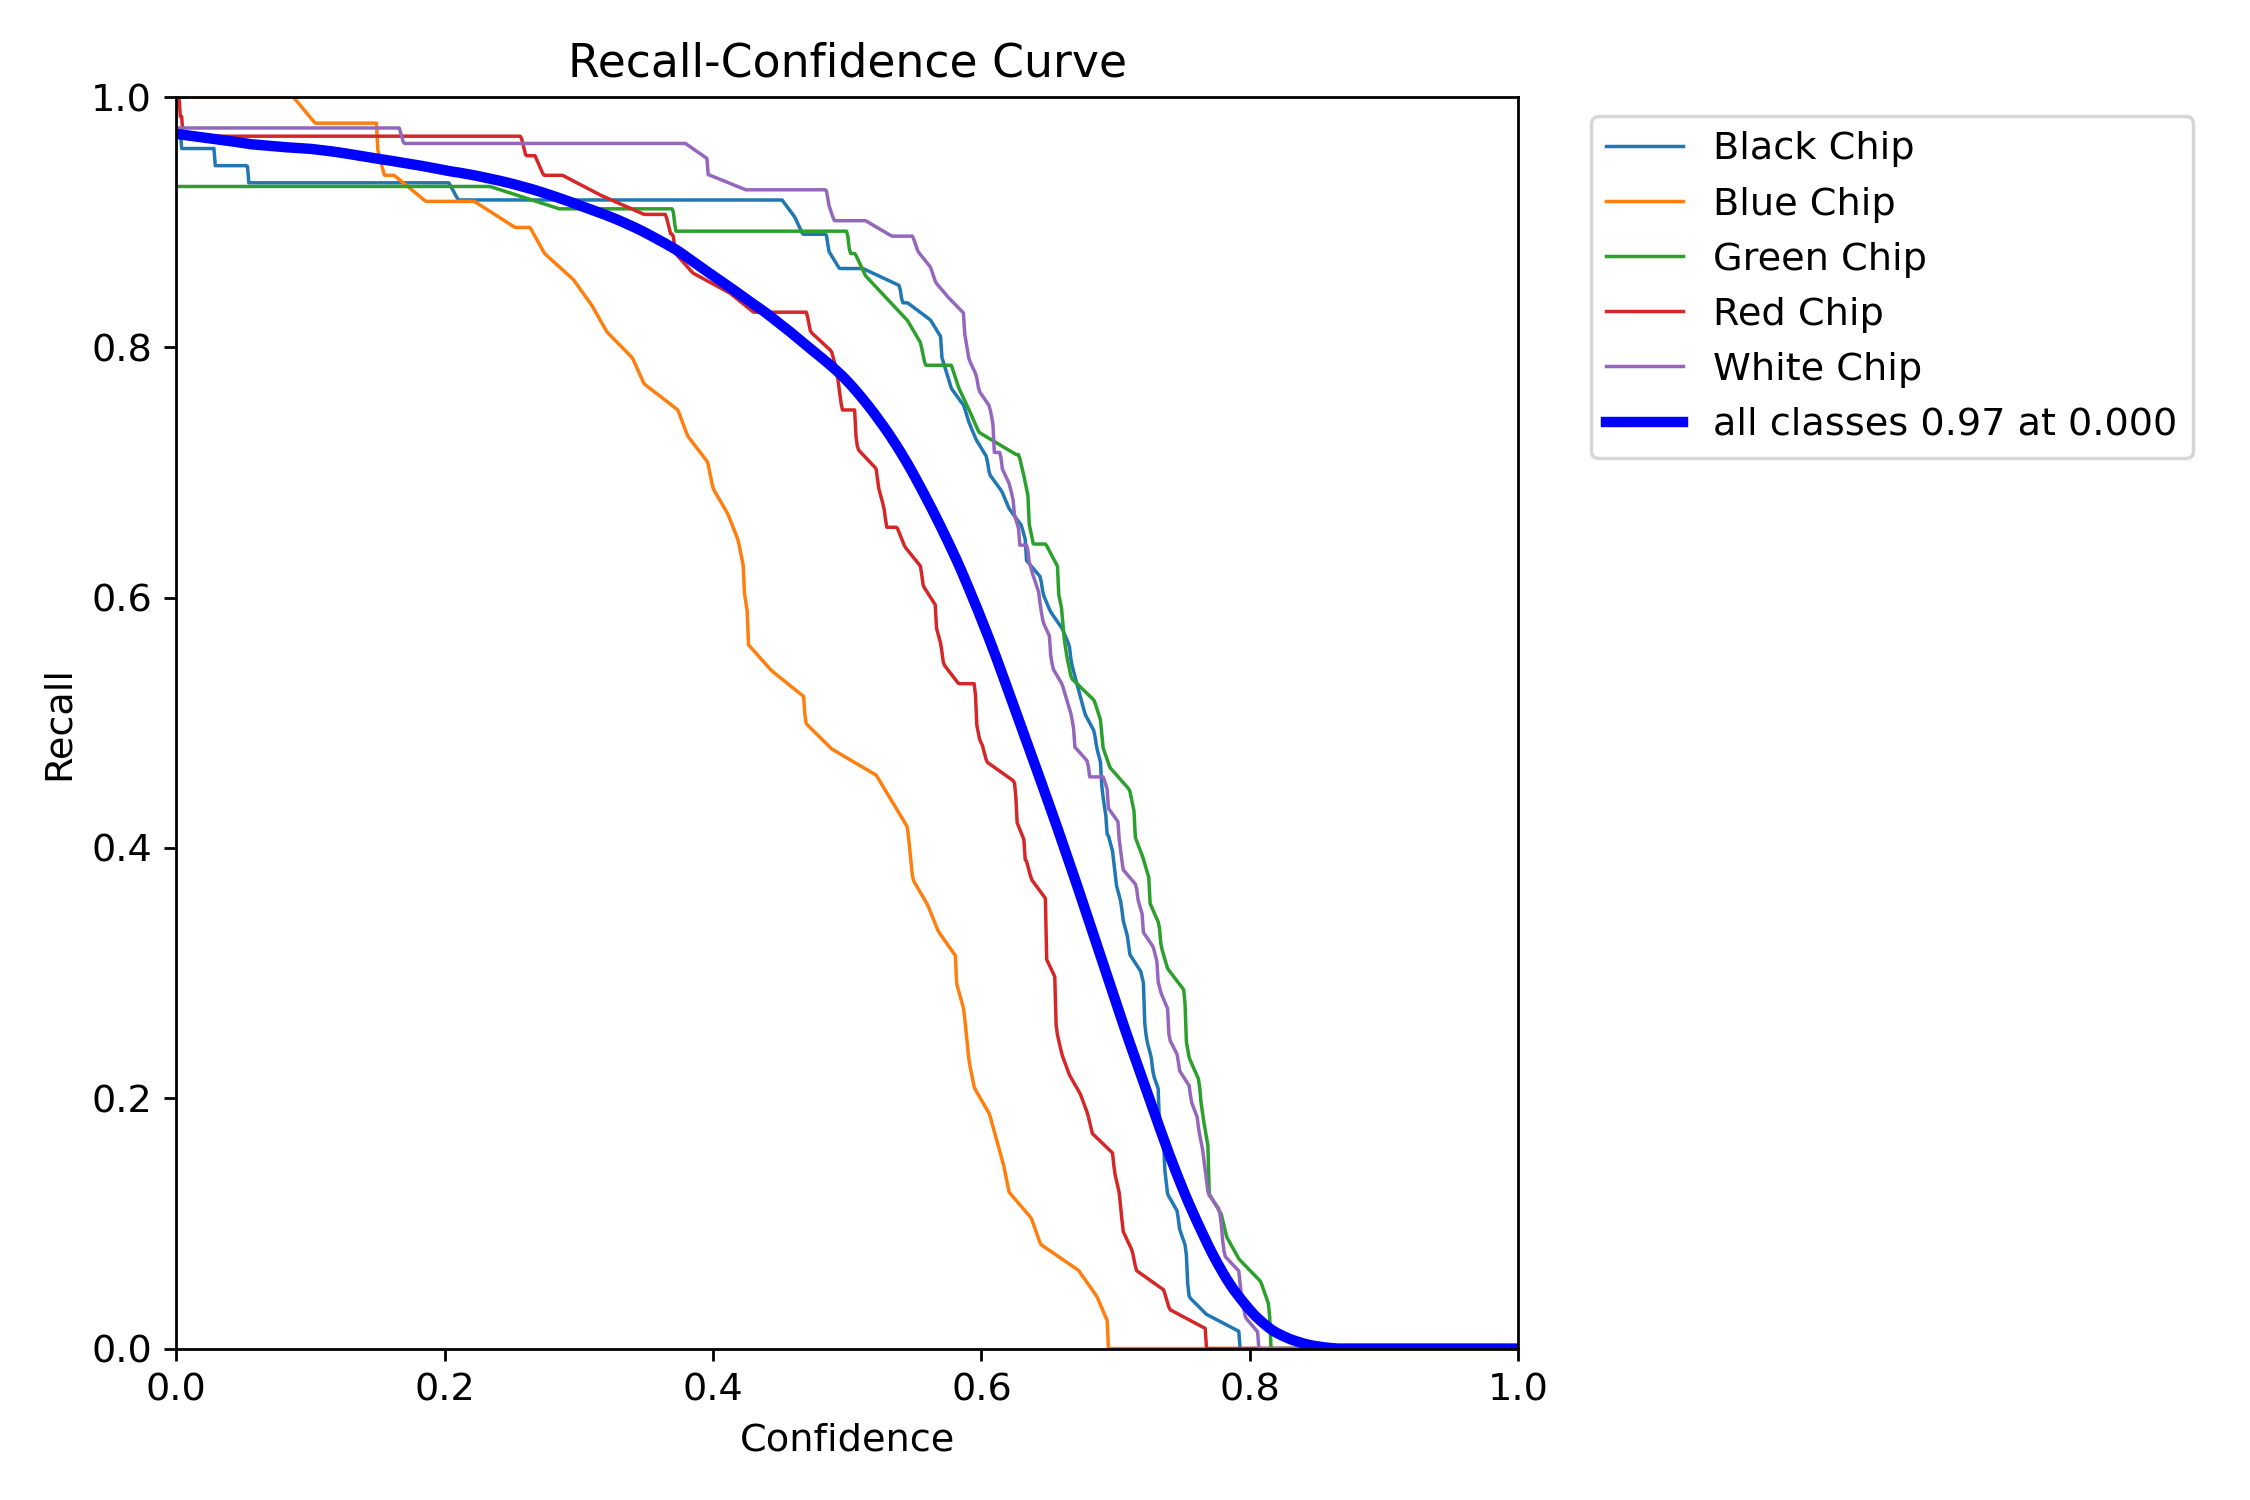 Recall-Confidence Curve
1.0
0.8
0.6
0.4
0.2
0.0
Recall
0.0 0.2 0.4 0.6 0.8 1.0
Confidence
Black Chip
Blue Chip
Green Chip
Red Chip
White Chip
all classes 0.97 at 0.000